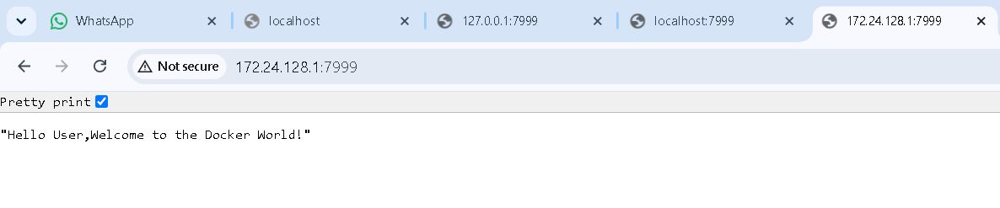 WhatsApp localhost 127.0.0.1:7999 localhost:7999 172.24.128.1:7999
Not secure 172.24.128.1:7999
Pretty print
"Hello User,Welcome to the Docker World!"